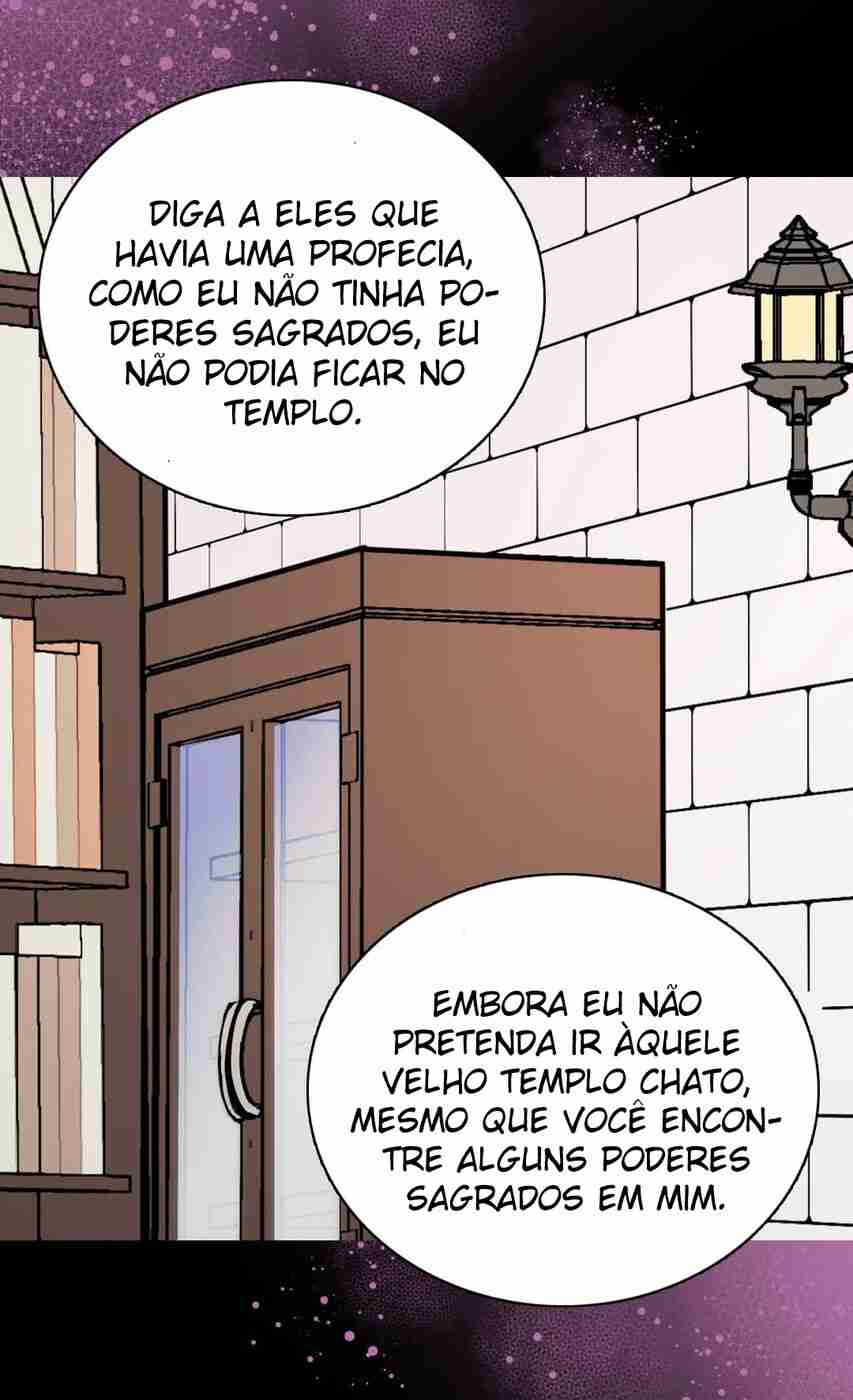 DIGA A ELES QUE
HAVIA UMA PROFECIA,
COMO EU NÃO TINHA PO-
DERES SAGRADOS, EU
NÃO PODIA FICAR NO
TEMPLO.
EMBORA EU NÃO
PRETENDA IR ÀQUELE
VELHO TEMPLO CHATO,
MESMO QUE VOCÊ ENCON-
TRE ALGUNS PODERES
SAGRADOS EM MIM.